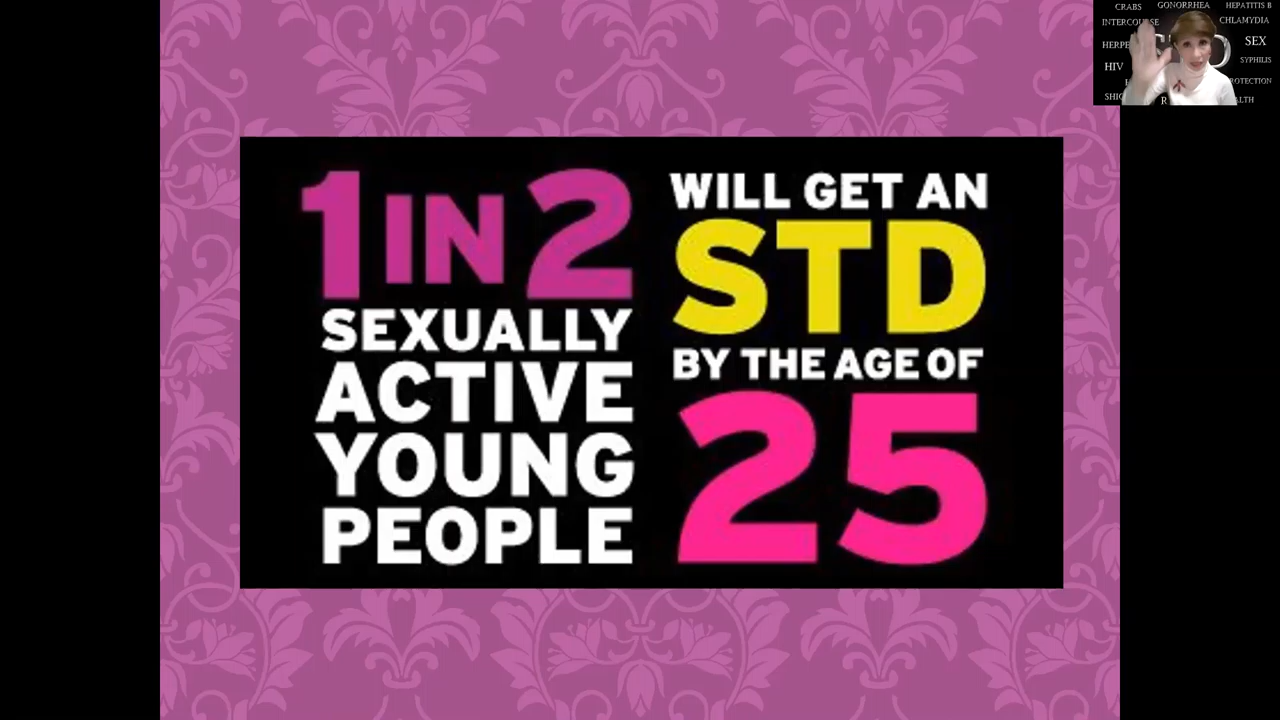 1 IN 2
SEXUALLY
ACTIVE
YOUNG
PEOPLE
WILL GET AN
STD
BY THE AGE OF
25
CRABS GONORRHEA HEPATITIS B
INTERCOURSE CHLAMYDIA
SEX
HIV SYPHILIS